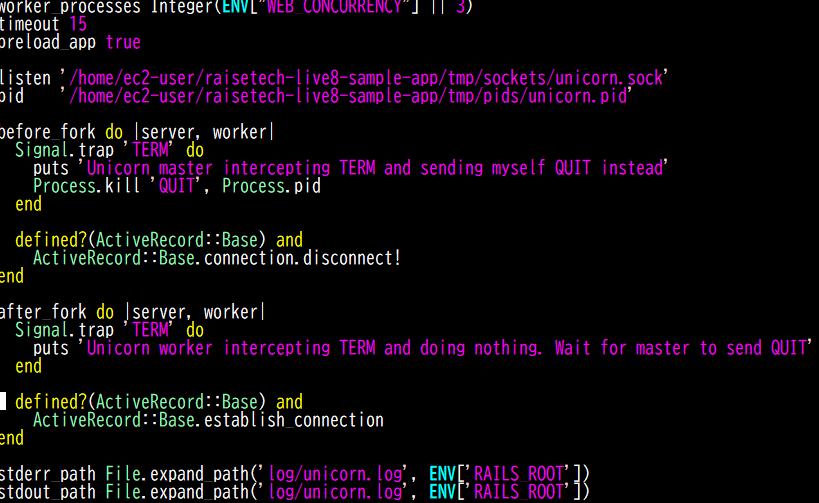 worker_processes Integer(ENV["WEB_CONCURRENCY"] || 3)
timeout 15
preload_app true
listen '/home/ec2-user/raisetech-live8-sample-app/tmp/sockets/unicorn.sock'
pid    '/home/ec2-user/raisetech-live8-sample-app/tmp/pids/unicorn.pid'
before_fork do |server, worker|
  Signal.trap 'TERM' do
    puts 'Unicorn master intercepting TERM and sending myself QUIT instead'
    Process.kill 'QUIT', Process.pid
  end
  defined?(ActiveRecord::Base) and
    ActiveRecord::Base.connection.disconnect!
end
after_fork do |server, worker|
  Signal.trap 'TERM' do
    puts 'Unicorn worker intercepting TERM and doing nothing. Wait for master to send QUIT'
  end
  defined?(ActiveRecord::Base) and
    ActiveRecord::Base.establish_connection
end
stderr_path File.expand_path('log/unicorn.log', ENV['RAILS_ROOT'])
stdout_path File.expand_path('log/unicorn.log', ENV['RAILS_ROOT'])